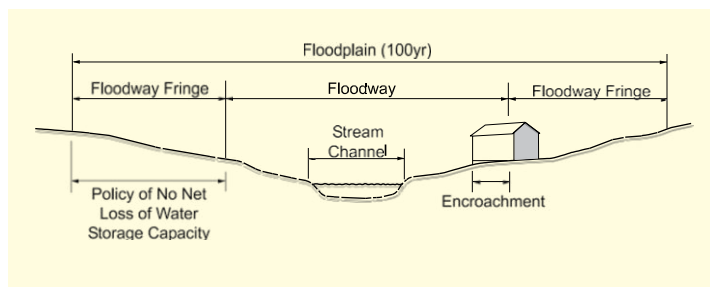 Floodplain (100yr)
Floodway Fringe
Floodway
Floodway Fringe
Stream
Channel
Policy of No Net
Loss of Water
Storage Capacity
Encroachment